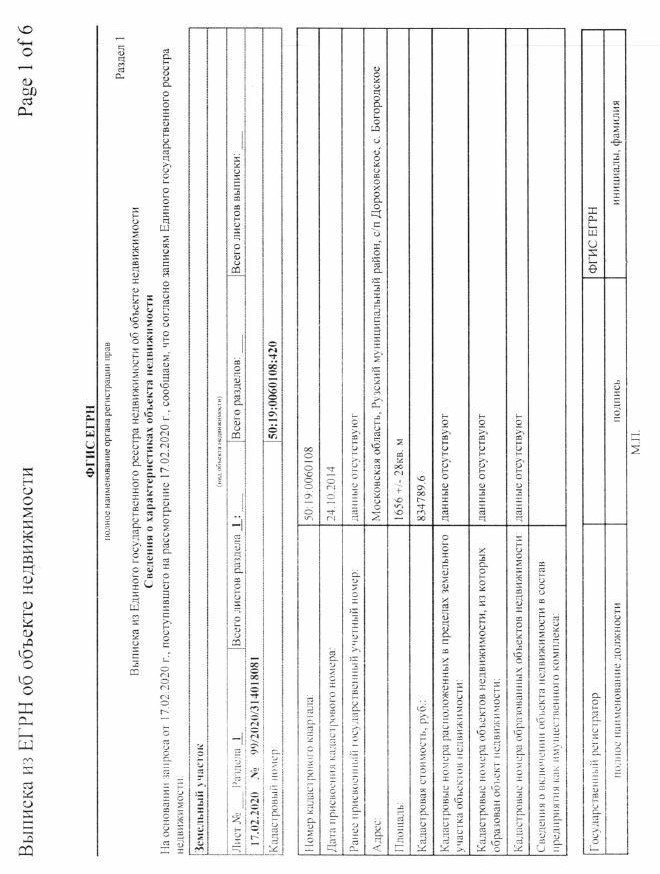 Выписка из ЕГРН об объекте недвижимости
Page 1 of 6
ФГИС ЕГРН
полное наименование органа регистрации прав
Раздел 1
Выписка из Единого государственного реестра недвижимости об объекте недвижимости
Сведения о характеристиках объекта недвижимости
На основании запроса от 17.02.2020 г., поступившего на рассмотрение 17.02.2020 г., сообщаем, что согласно записям Единого государственного реестра
недвижимости:
Земельный участок
(вид объекта недвижимости)
Лист № ___ Раздела 1 Всего листов раздела 1 : ___ Всего разделов: ___ Всего листов выписки: ___
17.02.2020 № 99/2020/314018081
Кадастровый номер: 50:19:0060108:420
Номер кадастрового квартала: 50:19:0060108
Дата присвоения кадастрового номера: 24.10.2014
Ранее присвоенный государственный учетный номер: данные отсутствуют
Адрес: Московская область, Рузский муниципальный район, с/п Дороховское, с. Богородское
Площадь: 1656 +/- 28кв. м
Кадастровая стоимость, руб.: 834789.6
Кадастровые номера расположенных в пределах земельного
участка объектов недвижимости: данные отсутствуют
Кадастровые номера объектов недвижимости, из которых
образован объект недвижимости: данные отсутствуют
Кадастровые номера образованных объектов недвижимости: данные отсутствуют
Сведения о включении объекта недвижимости в состав
предприятия как имущественного комплекса:
Государственный регистратор ФГИС ЕГРН
полное наименование должности подпись инициалы, фамилия
М.П.